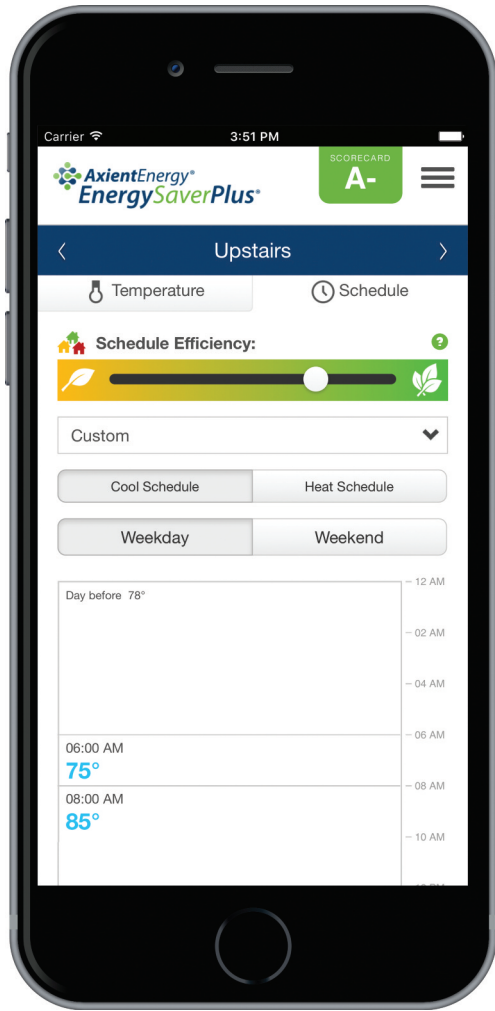 Carrier 3:51 PM
SCORECARD
A-
AxientEnergy®
EnergySaverPlus®
Upstairs
Temperature Schedule
Schedule Efficiency: ?
Custom
Cool Schedule Heat Schedule
Weekday Weekend
12 AM
Day before 78°
02 AM
04 AM
06 AM
06:00 AM
75°
08 AM
08:00 AM
85°
10 AM